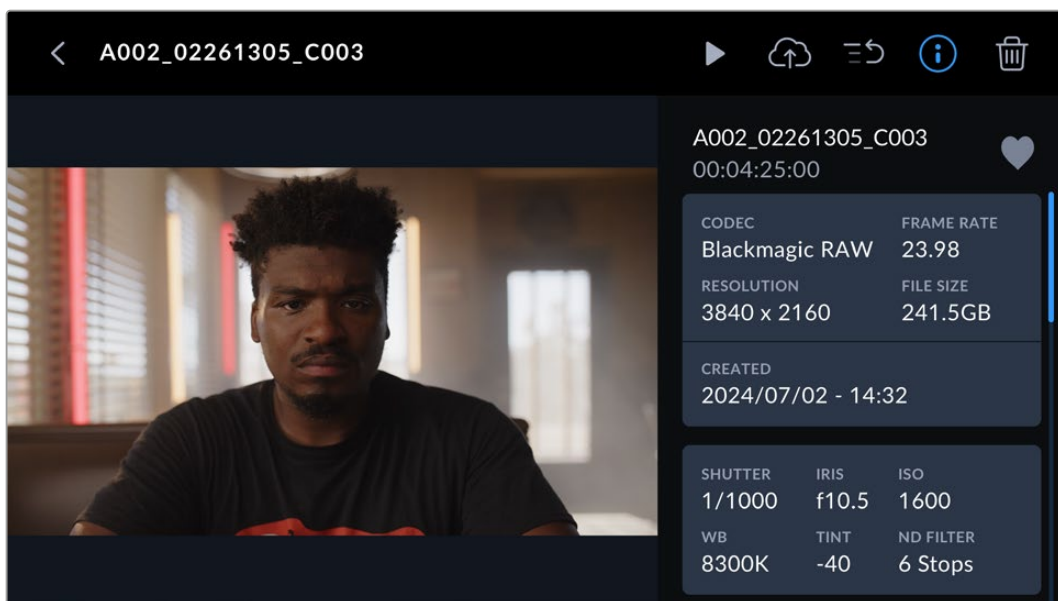 A002_02261305_C003
A002_02261305_C003
00:04:25:00
CODEC FRAME RATE
Blackmagic RAW 23.98
RESOLUTION FILE SIZE
3840 x 2160 241.5GB
CREATED
2024/07/02 - 14:32
SHUTTER IRIS ISO
1/1000 f10.5 1600
WB TINT ND FILTER
8300K -40 6 Stops